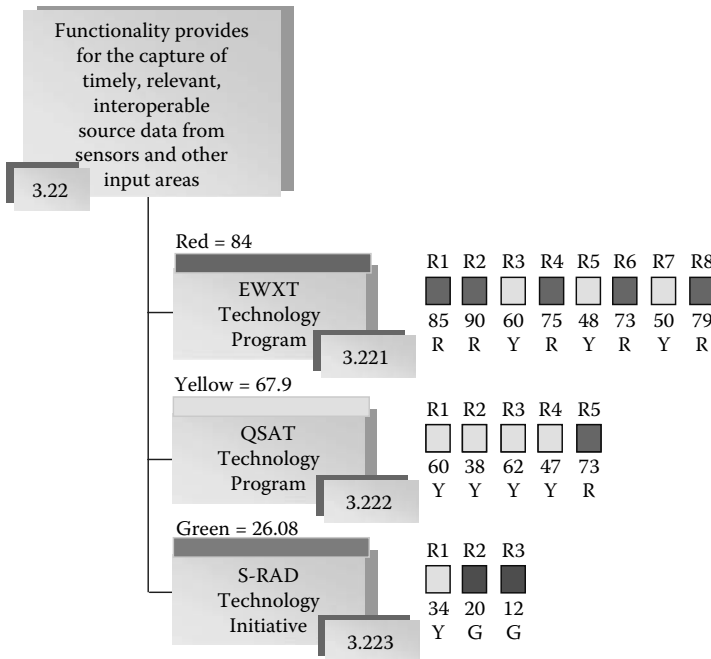 Functionality provides
for the capture of
timely, relevant,
interoperable
source data from
sensors and other
input areas
3.22
Red = 84
EWXT
Technology
Program
3.221
R1 R2 R3 R4 R5 R6 R7 R8
85 90 60 75 48 73 50 79
R R Y R Y R Y R
Yellow = 67.9
QSAT
Technology
Program
3.222
R1 R2 R3 R4 R5
60 38 62 47 73
Y Y Y Y R
Green = 26.08
S-RAD
Technology
Initiative
3.223
R1 R2 R3
34 20 12
Y G G